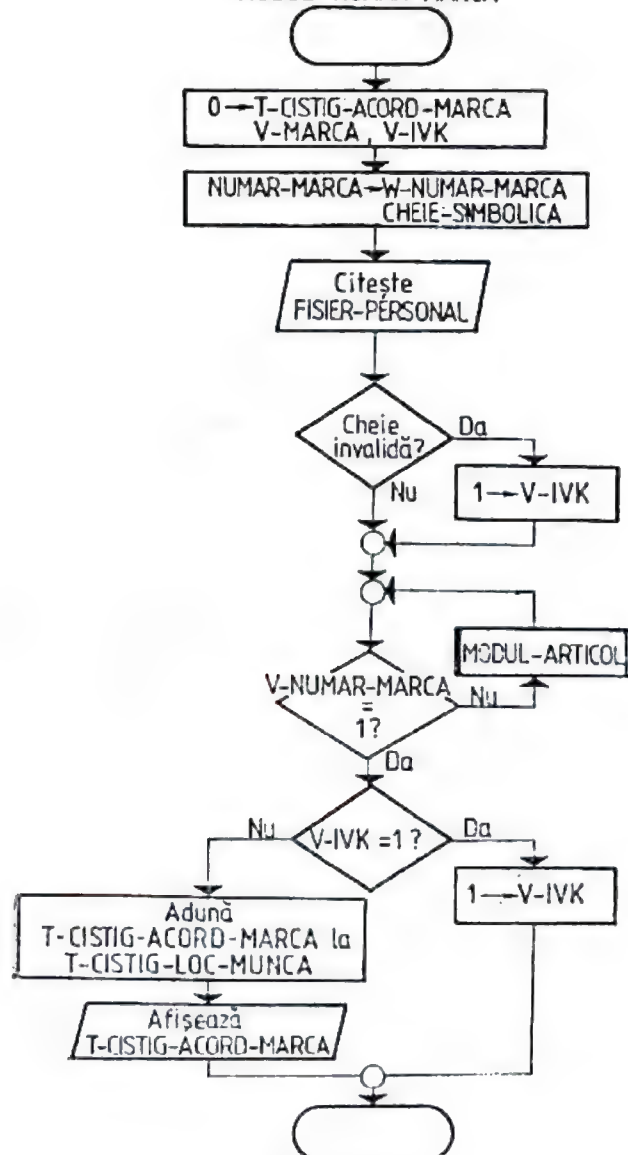 0→T-CISTIG-ACORD-MARCA
V-MARCA, V-IVK
NUMAR-MARCA→W-NUMAR-MARCA
CHEIE-SIMBOLICA
Citește
FISIER-PERSONAL
Cheie
invalidă?
Da
Nu
1→V-IVK
MODUL-ARTICOL
V-NUMAR-MARCA
=
1?
Nu
Da
Nu
V-IVK =1?
Da
Adună
T-CISTIG-ACORD-MARCA la
T-CISTIG-LOC-MUNCA
1→V-IVK
Afișează
T-CISTIG-ACORD-MARCA